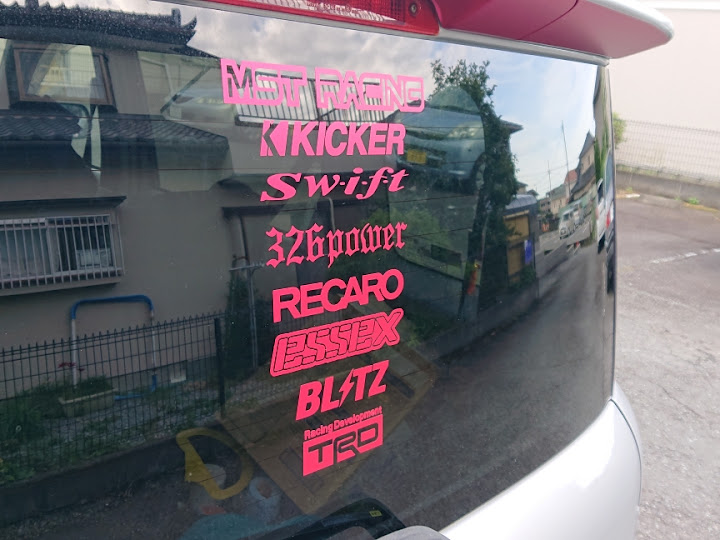 MST RACING
KICKER
Swift
326power
RECARO
essex
BLITZ
Racing Development
TRD